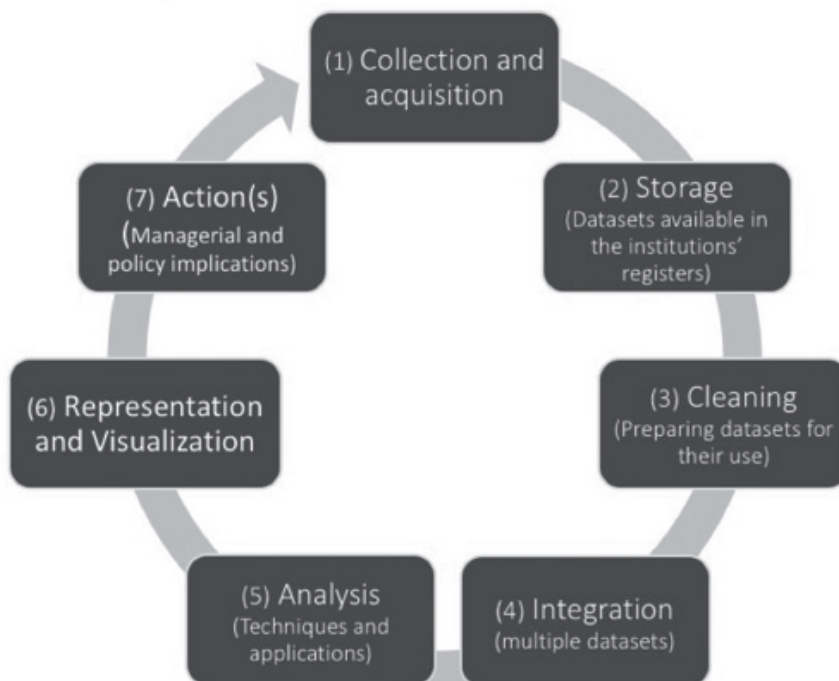 (1) Collection and
acquisition
(2) Storage
(Datasets available in
the institutions'
registers)
(3) Cleaning
(Preparing datasets for
their use)
(4) Integration
(multiple datasets)
(5) Analysis
(Techniques and
applications)
(6) Representation
and Visualization
(7) Action(s)
(Managerial and
policy implications)